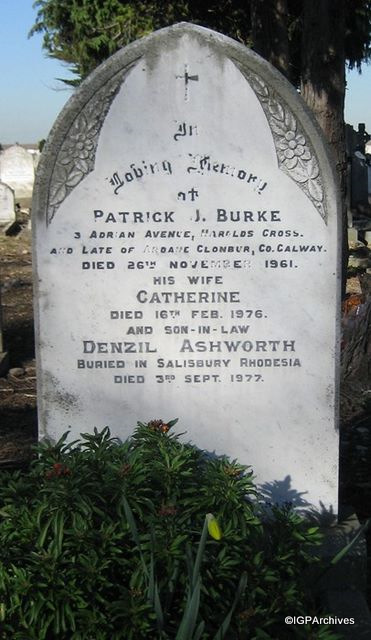 In
Loving Memory
of
PATRICK J. BURKE
3 ADRIAN AVENUE, HAROLDS CROSS.
AND LATE OF ARDANE CLONBUR, CO. GALWAY.
DIED 26TH NOVEMBER 1961.
HIS WIFE
CATHERINE
DIED 16TH FEB. 1976.
AND SON-IN-LAW
DENZIL ASHWORTH
BURIED IN SALISBURY RHODESIA
DIED 3RD SEPT. 1977.
©IGPArchives